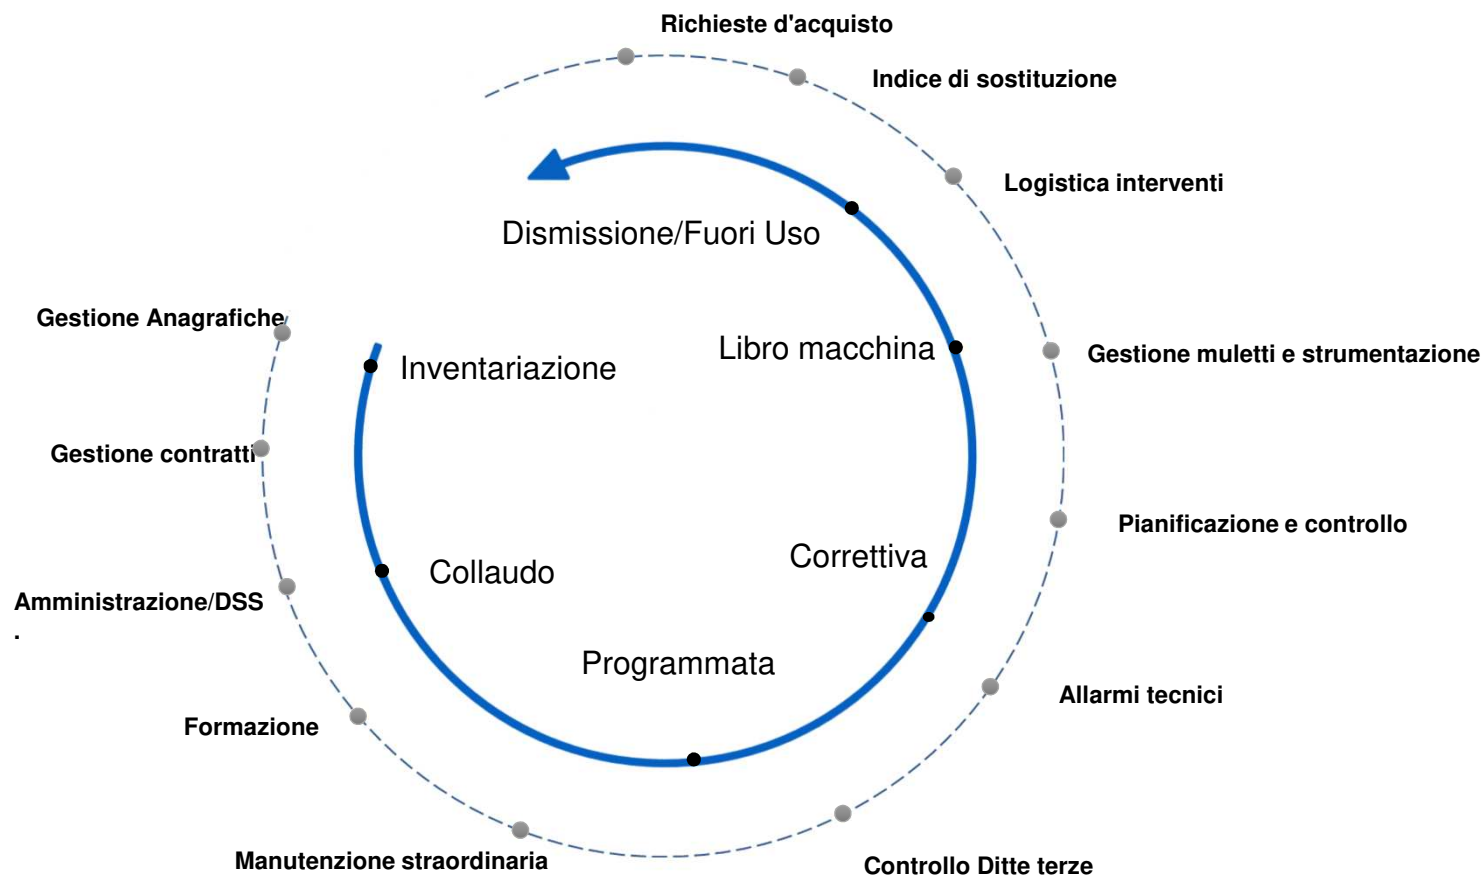 Richieste d'acquisto
Indice di sostituzione
Logistica interventi
Dismissione/Fuori Uso
Gestione Anagrafiche
Libro macchina
Gestione muletti e strumentazione
Inventariazione
Gestione contratti
Pianificazione e controllo
Correttiva
Collaudo
Amministrazione/DSS
.
Programmata
Allarmi tecnici
Formazione
Manutenzione straordinaria
Controllo Ditte terze